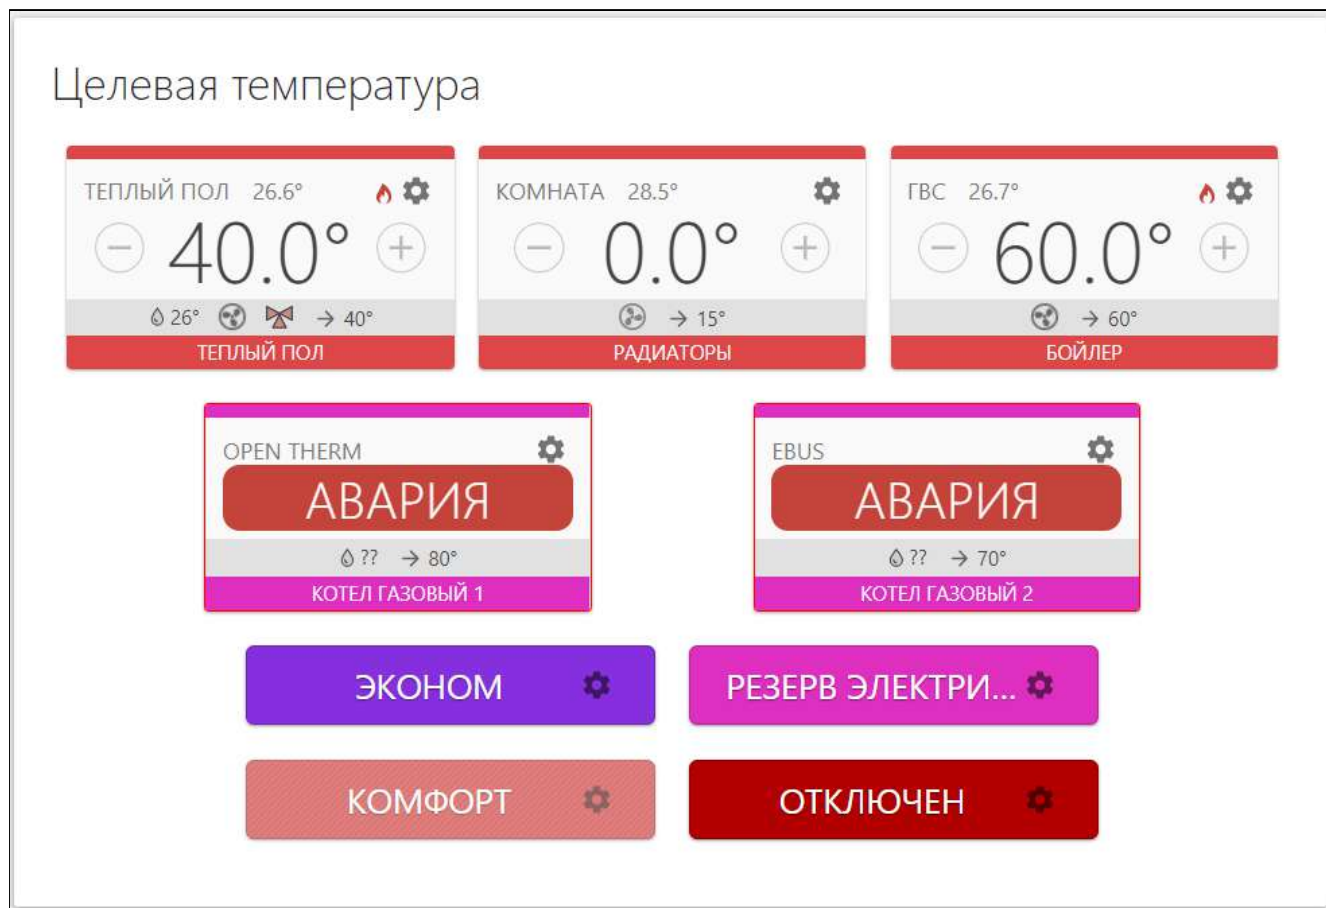 Целевая температура
ТЕПЛЫЙ ПОЛ 26.6° КОМНАТА 28.5° ГВС 26.7°
40.0° 0.0° 60.0°
26° → 40° → 15° → 60°
ТЕПЛЫЙ ПОЛ РАДИАТОРЫ БОЙЛЕР
OPEN THERM EBUS
АВАРИЯ АВАРИЯ
?? → 80° ?? → 70°
КОТЕЛ ГАЗОВЫЙ 1 КОТЕЛ ГАЗОВЫЙ 2
ЭКОНОМ РЕЗЕРВ ЭЛЕКТРИ...
КОМФОРТ ОТКЛЮЧЕН